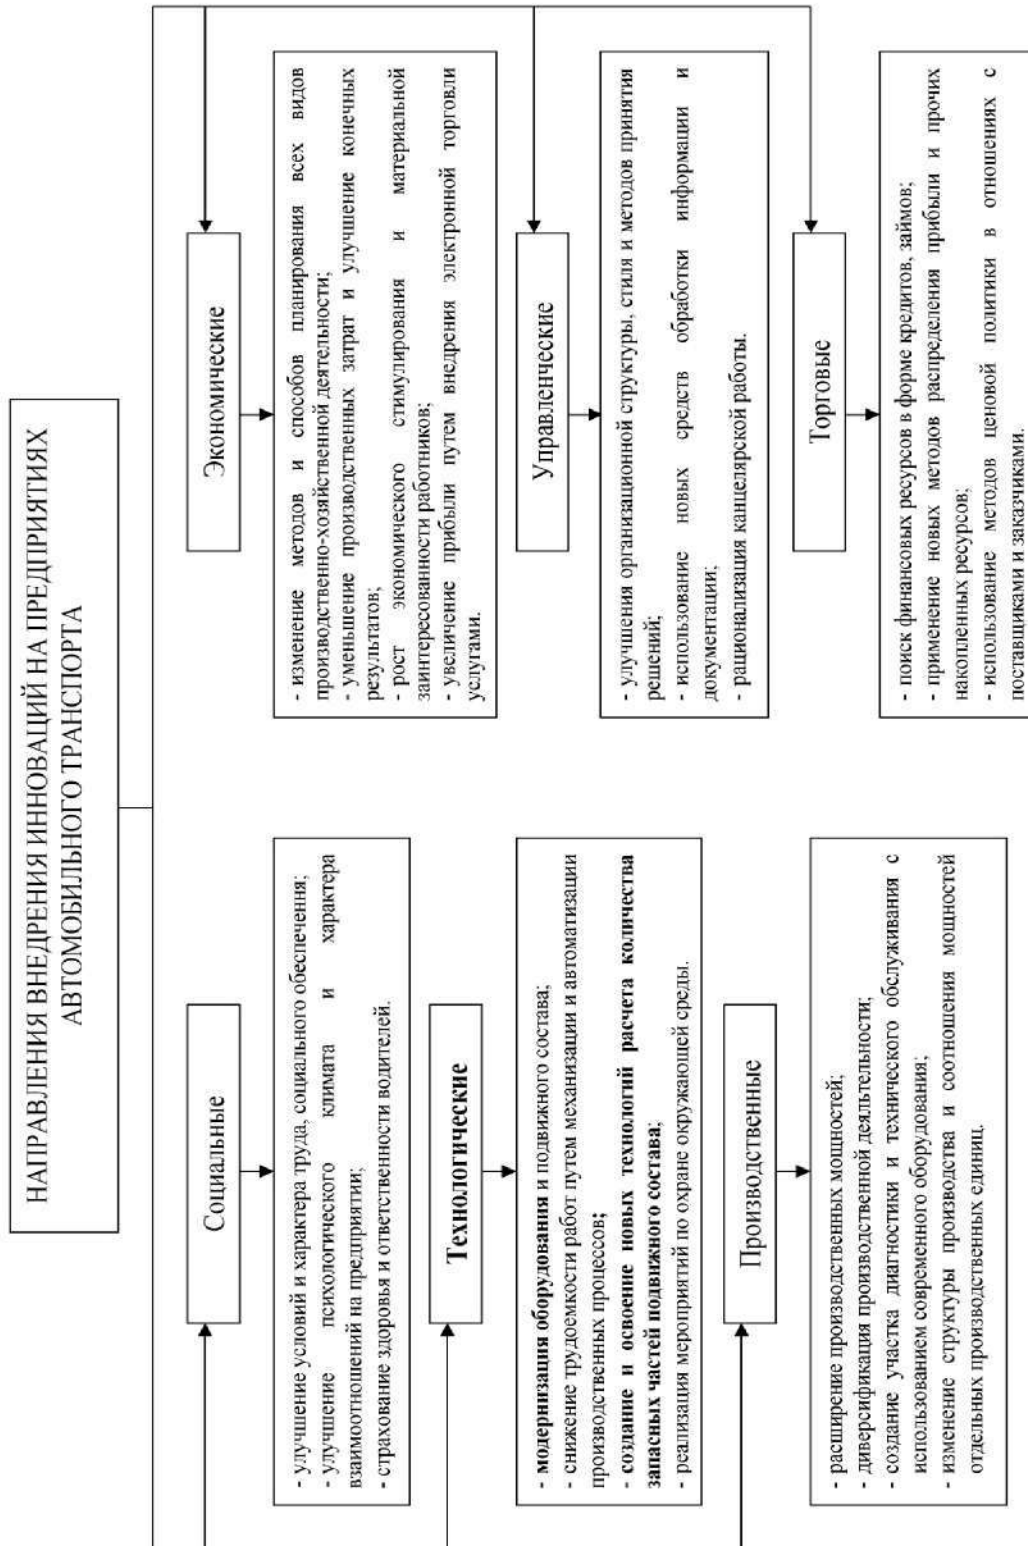 НАПРАВЛЕНИЯ ВНЕДРЕНИЯ ИННОВАЦИЙ НА ПРЕДПРИЯТИЯХ
АВТОМОБИЛЬНОГО ТРАНСПОРТА
Социальные
- улучшение условий и характера труда, социального обеспечения;
- улучшение психологического климата и характера
взаимоотношений на предприятии;
- страхование здоровья и ответственности водителей.
Технологические
- модернизация оборудования и подвижного состава;
- снижение трудоемкости работ путем механизации и автоматизации
производственных процессов;
- создание и освоение новых технологий расчета количества
запасных частей подвижного состава;
- реализация мероприятий по охране окружающей среды.
Производственные
- расширение производственных мощностей;
- диверсификация производственной деяльтельности;
- создание участка диагностики и технического обслуживания с
использованием современного оборудования;
- изменение структуры производства и соотношения мощностей
отдельных производственных единиц.
Экономические
- изменение методов и способов планирования всех видов
производственно-хозяйственной деятельности;
- уменьшение производственных затрат и улучшение конечных
результатов;
- рост экономического стимулирования и материальной
заинтересованности работников;
- увеличение прибыли путем внедрения электронной торговли
услугами.
Управленческие
- улучшения организационной структуры, стиля и методов принятия
решений;
- использование новых средств обработки информации и
документации;
- рационализация канцелярской работы.
Торговые
- поиск финансовых ресурсов в форме кредитов, займов;
- применение новых методов распределения прибыли и прочих
накопленных ресурсов;
- использование методов ценовой политики в отношениях с
поставщиками и заказчиками.